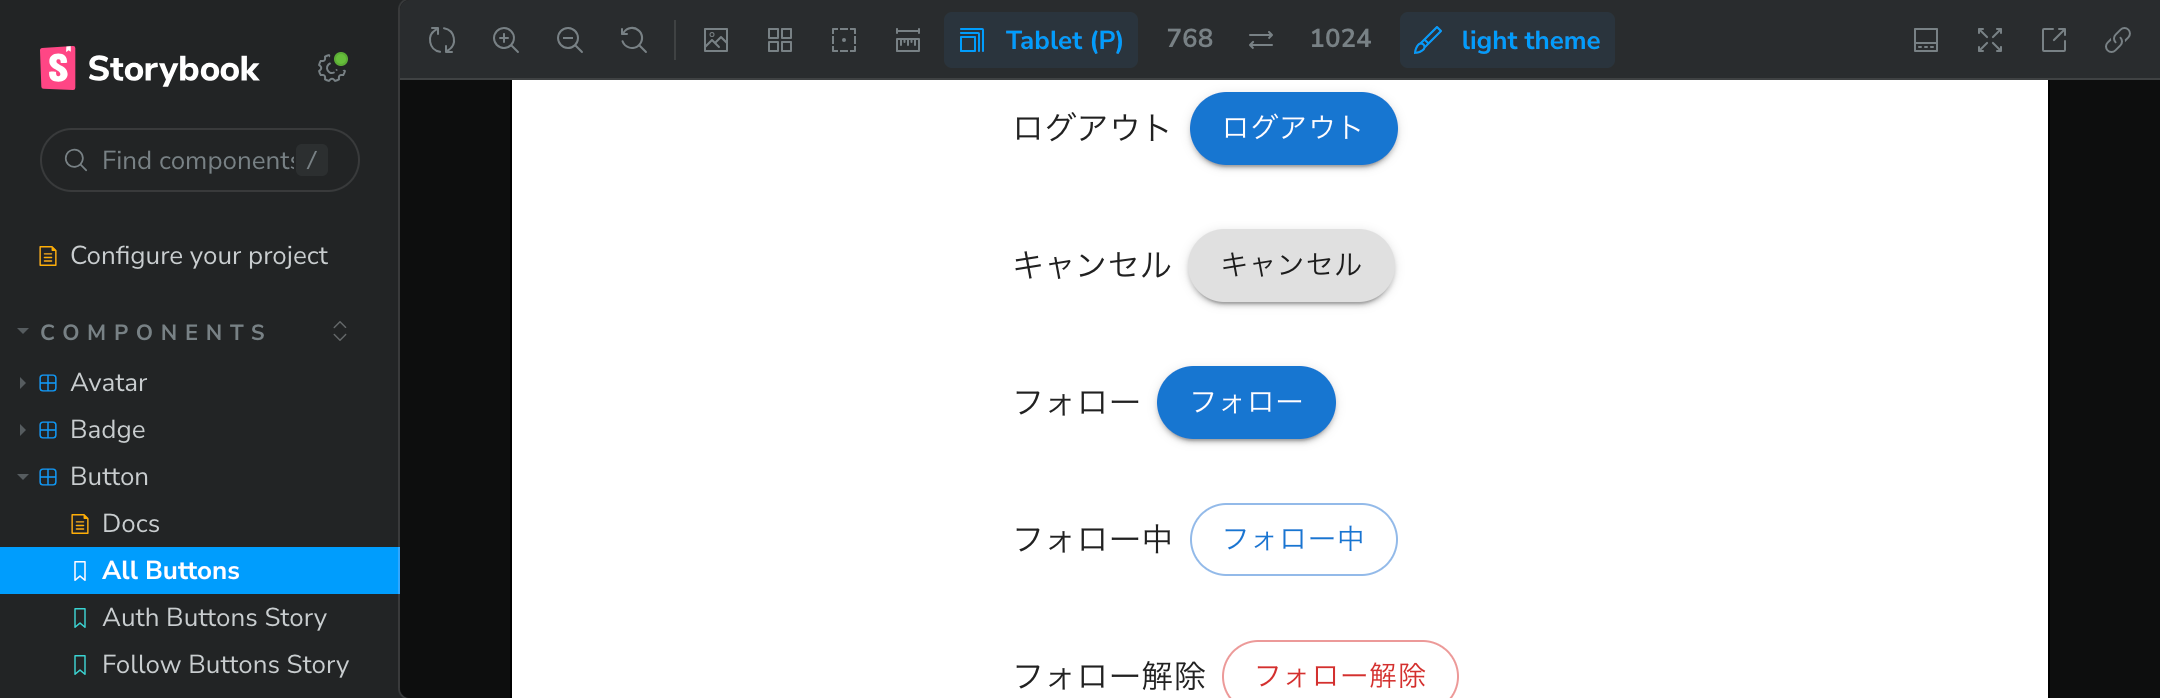 Storybook
Find components /
Configure your project
COMPONENTS
Avatar
Badge
Button
Docs
All Buttons
Auth Buttons Story
Follow Buttons Story
Tablet (P) 768 1024 light theme
ログアウト ログアウト
キャンセル キャンセル
フォロー フォロー
フォロー中 フォロー中
フォロー解除 フォロー解除